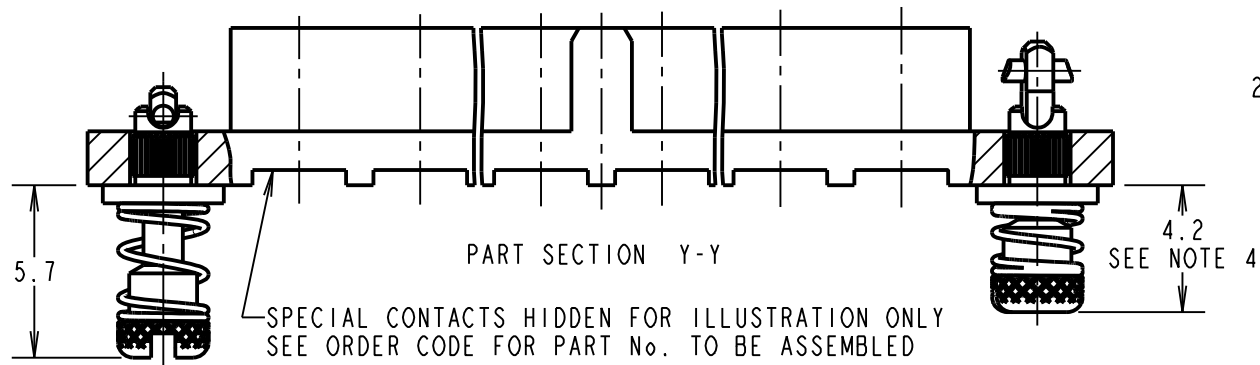 2
4.2
SEE NOTE 4
5.7
PART SECTION Y-Y
SPECIAL CONTACTS HIDDEN FOR ILLUSTRATION ONLY
SEE ORDER CODE FOR PART No. TO BE ASSEMBLED